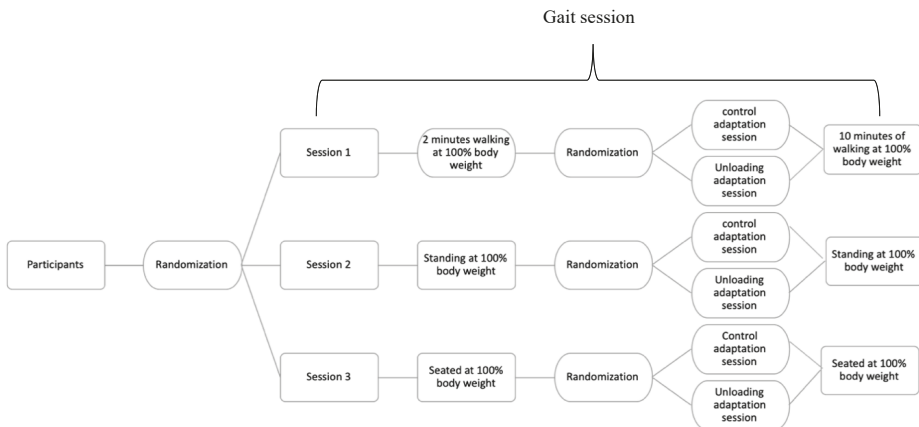 Gait session
Session 1
2 minutes walking
at 100% body
weight
Randomization
control
adaptation
session
Unloading
adaptation
session
10 minutes of
walking at 100%
body weight
Participants
Randomization
Session 2
Standing at 100%
body weight
Randomization
control
adaptation
session
Unloading
adaptation
session
Standing at 100%
body weight
Session 3
Seated at 100%
body weight
Randomization
Control
adaptation
session
Unloading
adaptation
session
Seated at 100%
body weight